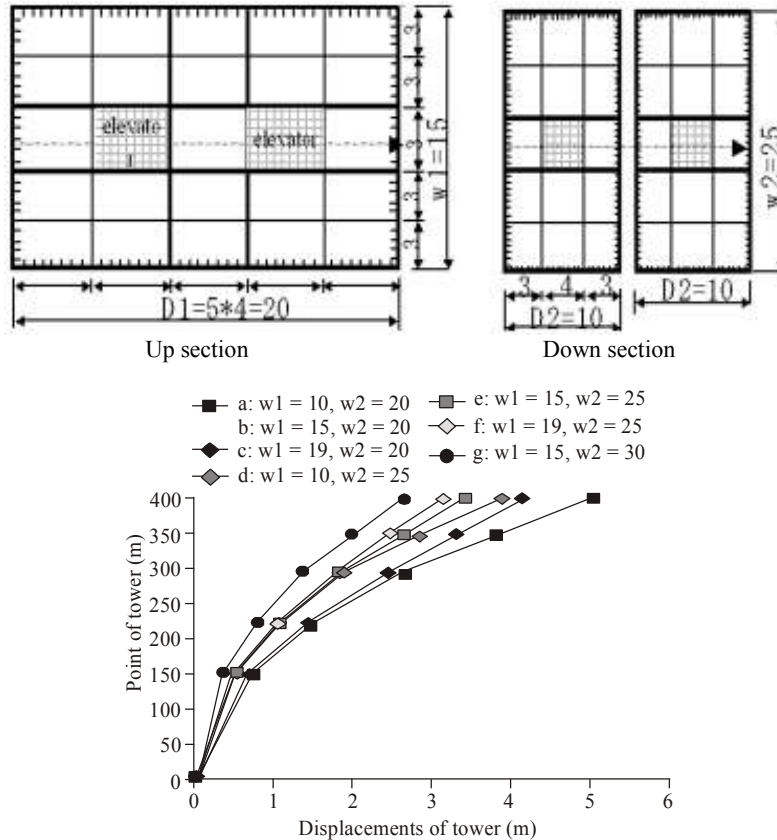 elevato
r
elevator
3
3
3
3
3
w1=15
D1=5*4=20
Up section
3 4 3
D2=10
D2=10
w2=25
Down section
a: w1 = 10, w2 = 20
b: w1 = 15, w2 = 20
c: w1 = 19, w2 = 20
d: w1 = 10, w2 = 25
e: w1 = 15, w2 = 25
f: w1 = 19, w2 = 25
g: w1 = 15, w2 = 30
400
350
300
250
200
150
100
50
0
Point of tower (m)
0 1 2 3 4 5 6
Displacements of tower (m)